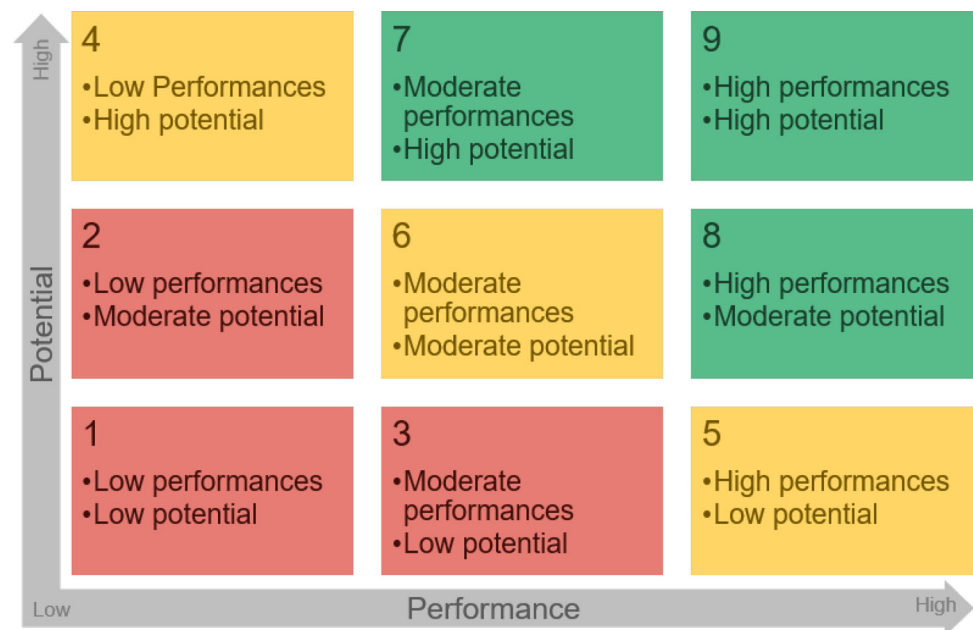 High
4
•Low Performances
•High potential
7
•Moderate
performances
•High potential
9
•High performances
•High potential
Potential
2
•Low performances
•Moderate potential
6
•Moderate
performances
•Moderate potential
8
•High performances
•Moderate potential
1
•Low performances
•Low potential
3
•Moderate
performances
•Low potential
5
•High performances
•Low potential
Low
Performance
High